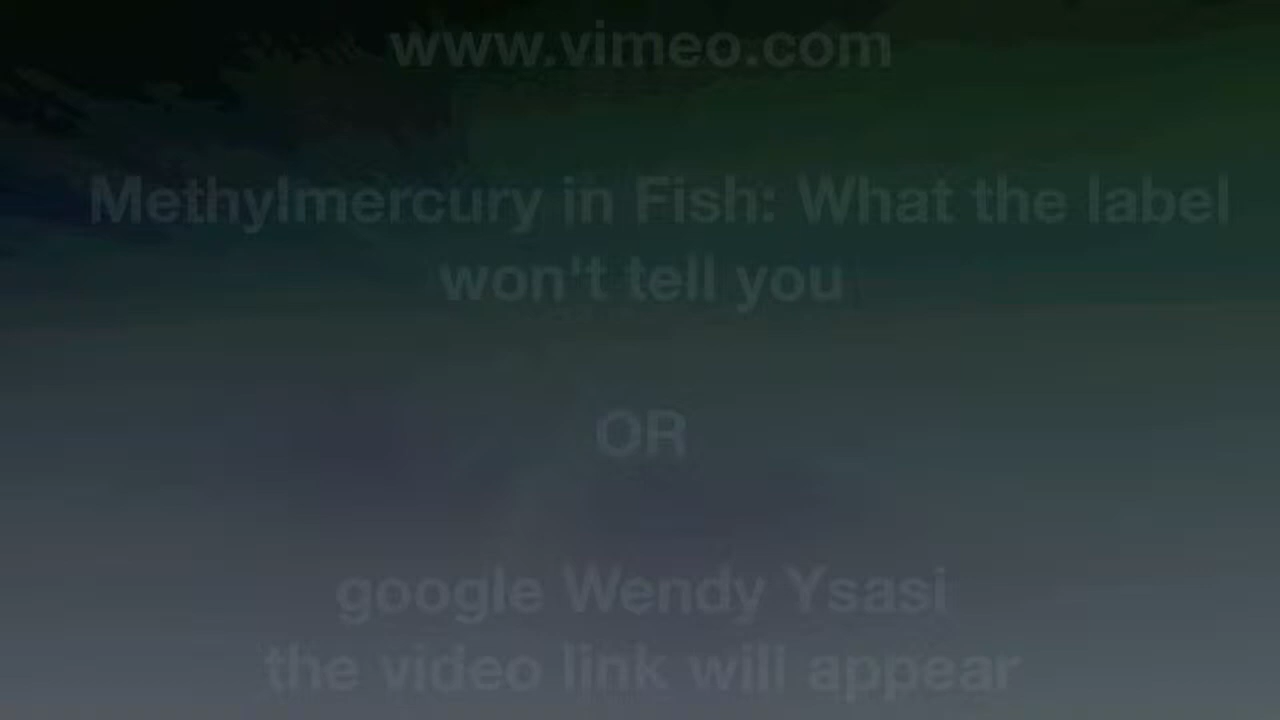 www.vimeo.com
Methylmercury in Fish: What the label
won't tell you
OR
google Wendy Ysasi
the video link will appear